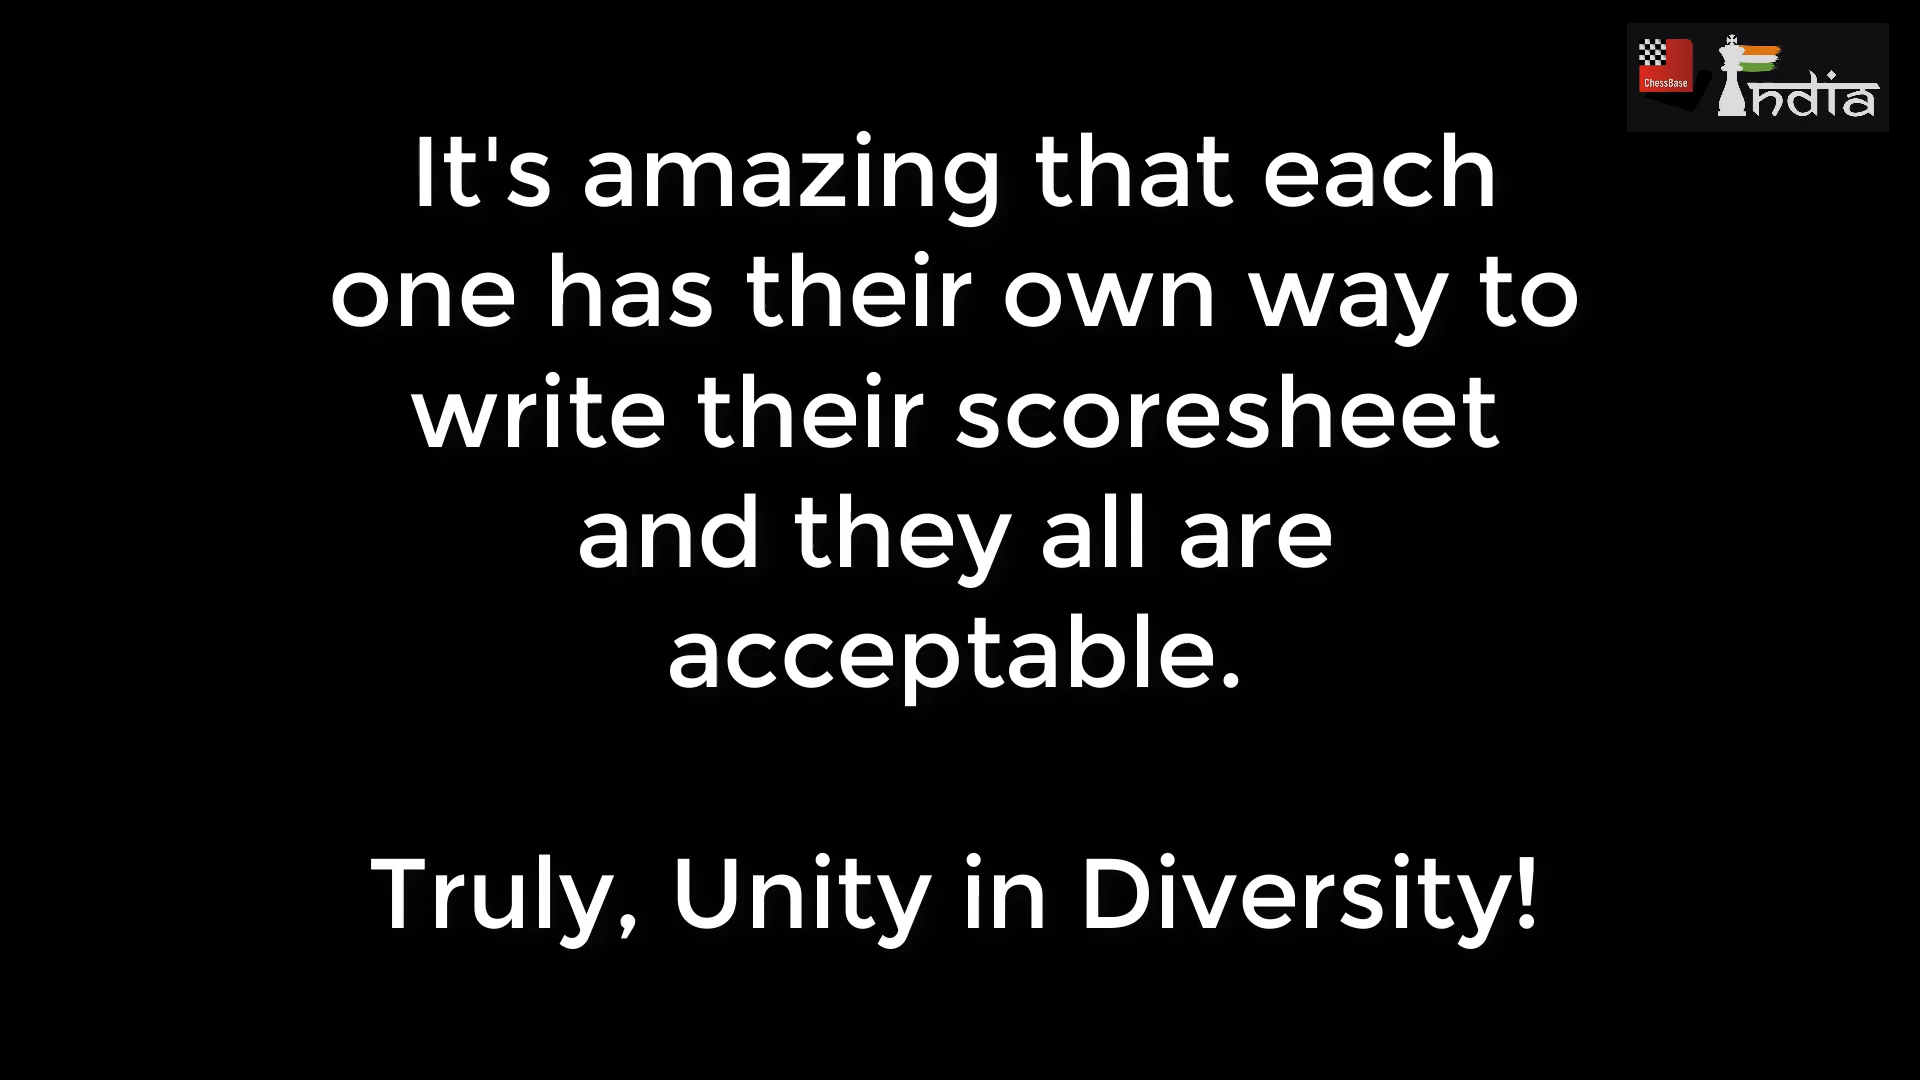 ChessBase
India
It's amazing that each
one has their own way to
write their scoresheet
and they all are
acceptable.
Truly, Unity in Diversity!